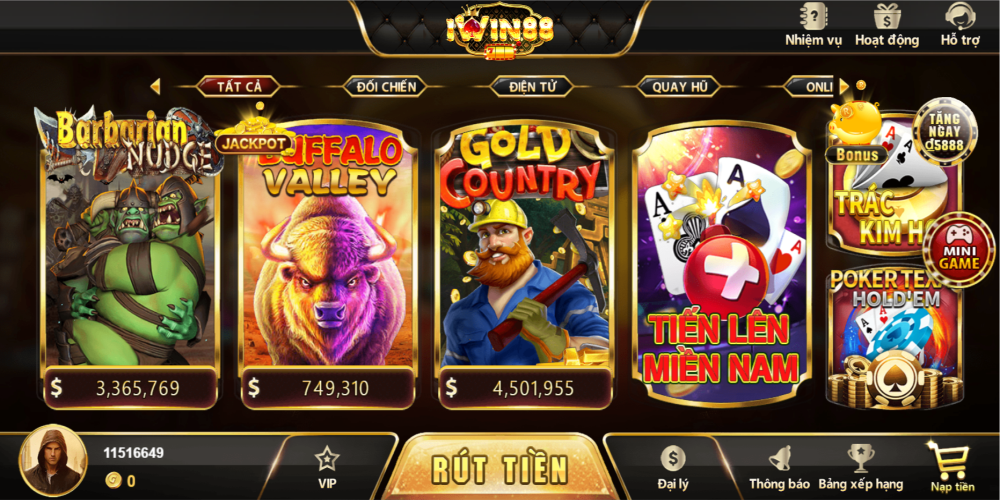 IWIN88
Nhiệm vụ
Hoạt động
Hỗ trợ
TẤT CẢ
ĐỐI CHIẾN
ĐIỆN TỬ
QUAY HŨ
ONLI
Barbarian
NUDGE
JACKPOT
BUFFALO
VALLEY
GOLD
COUNTRY
A
A
TIẾN LÊN
MIỀN NAM
Bonus
TẶNG
NGAY
đ5888
TRÁC
KIM H
MINI
GAME
POKER TEX
HOLD'EM
$ 3,365,769
$ 749,310
$ 4,501,955
11516649
0
VIP
RÚT TIỀN
Đại lý
Thông báo
Bảng xếp hạng
Nạp tiền